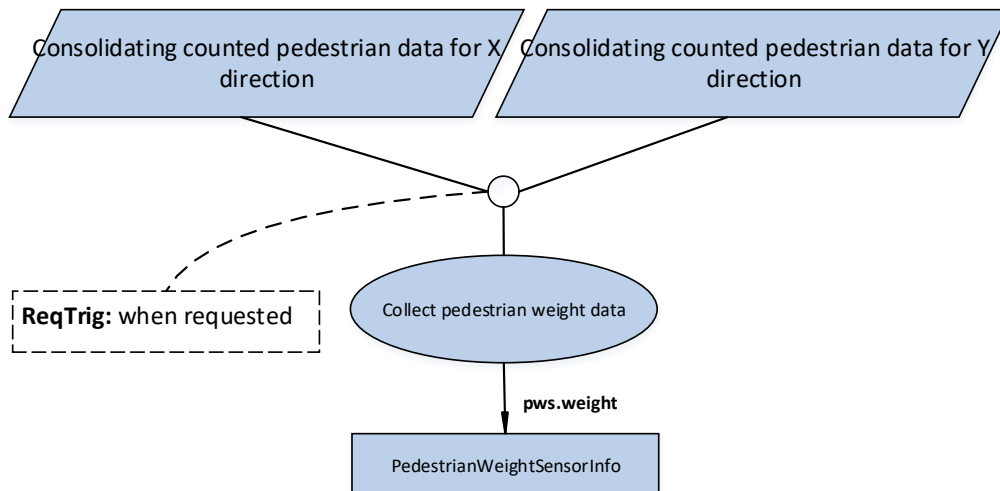 Consolidating counted pedestrian data for X
direction
Consolidating counted pedestrian data for Y
direction
ReqTrig: when requested
Collect pedestrian weight data
pws.weight
PedestrianWeightSensorInfo